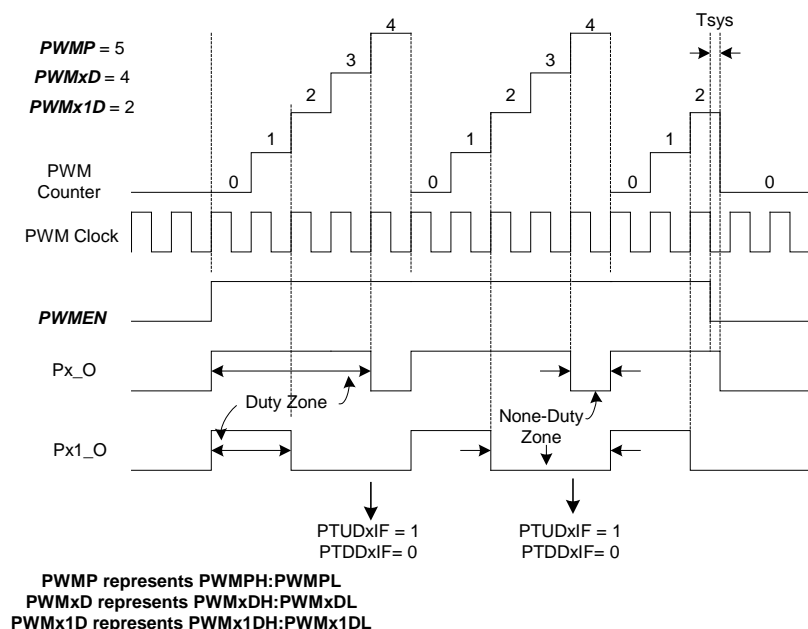 4
4
Tsys
PWMP = 5
3
3
PWMxD = 4
2
2
2
PWMx1D = 2
1
1
1
PWM
Counter
0
0
0
0
PWM Clock
PWMEN
Px_O
Duty Zone
None-Duty
Zone
Px1_O
PTUDxIF = 1
PTDDxIF= 0
PTUDxIF = 1
PTDDxIF= 0
PWMP represents PWMPH:PWMPL
PWMxD represents PWMxDH:PWMxDL
PWMx1D represents PWMx1DH:PWMx1DL